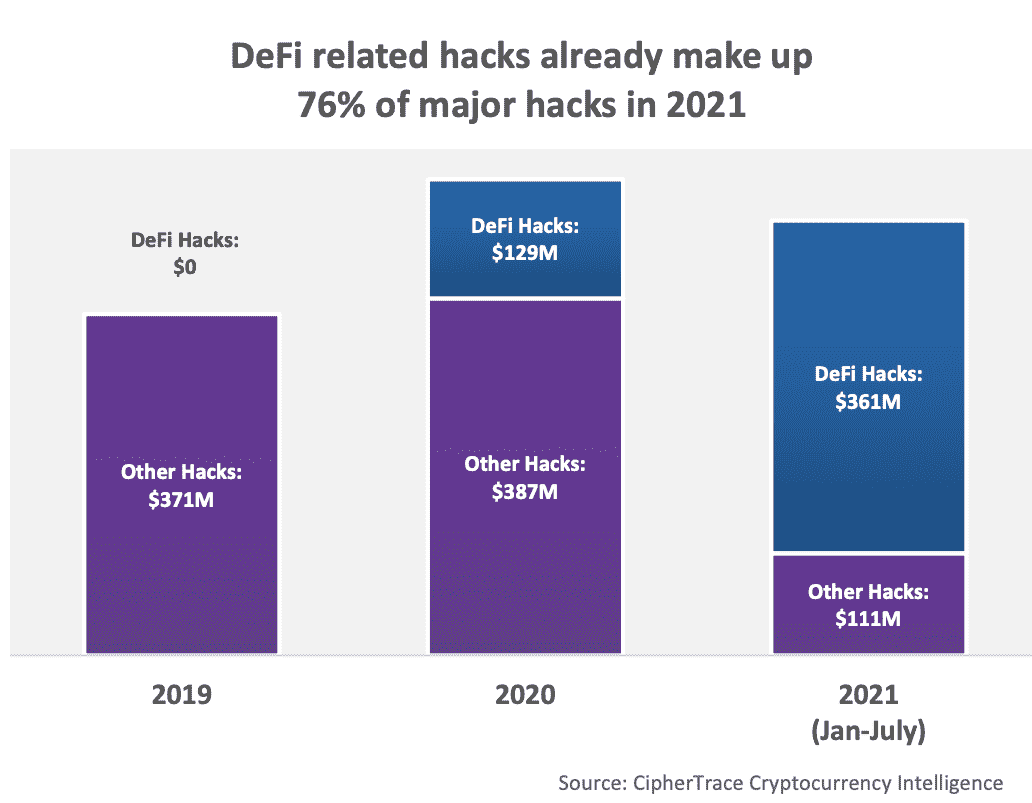 DeFi related hacks already make up
76% of major hacks in 2021
DeFi Hacks:
$0
Other Hacks:
$371M
DeFi Hacks:
$129M
Other Hacks:
$387M
DeFi Hacks:
$361M
Other Hacks:
$111M
2019
2020
2021
(Jan-July)
Source: CipherTrace Cryptocurrency Intelligence